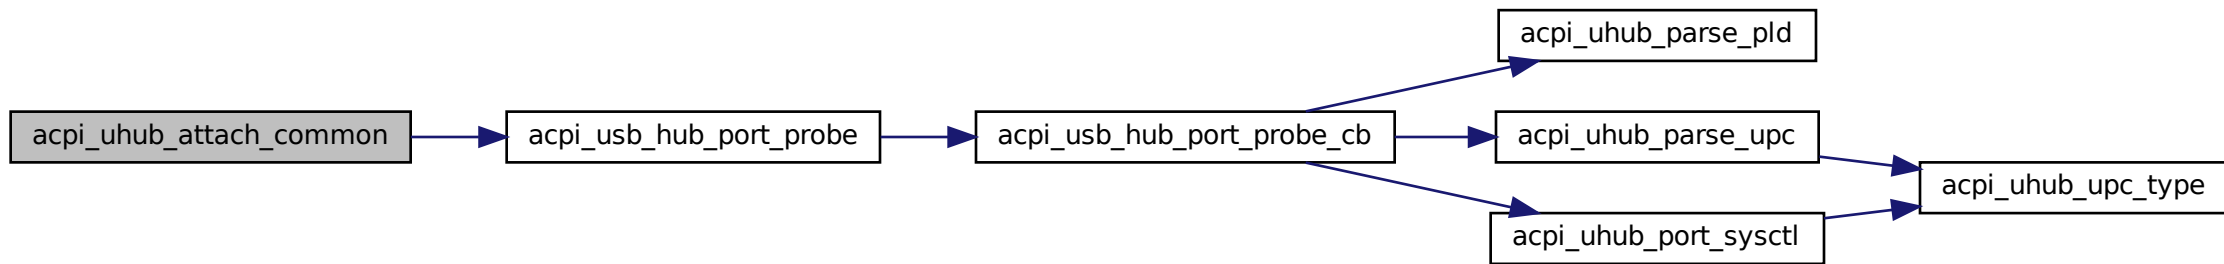 acpi_uhub_attach_common
acpi_usb_hub_port_probe
acpi_usb_hub_port_probe_cb
acpi_uhub_parse_pld
acpi_uhub_parse_upc
acpi_uhub_port_sysctl
acpi_uhub_upc_type